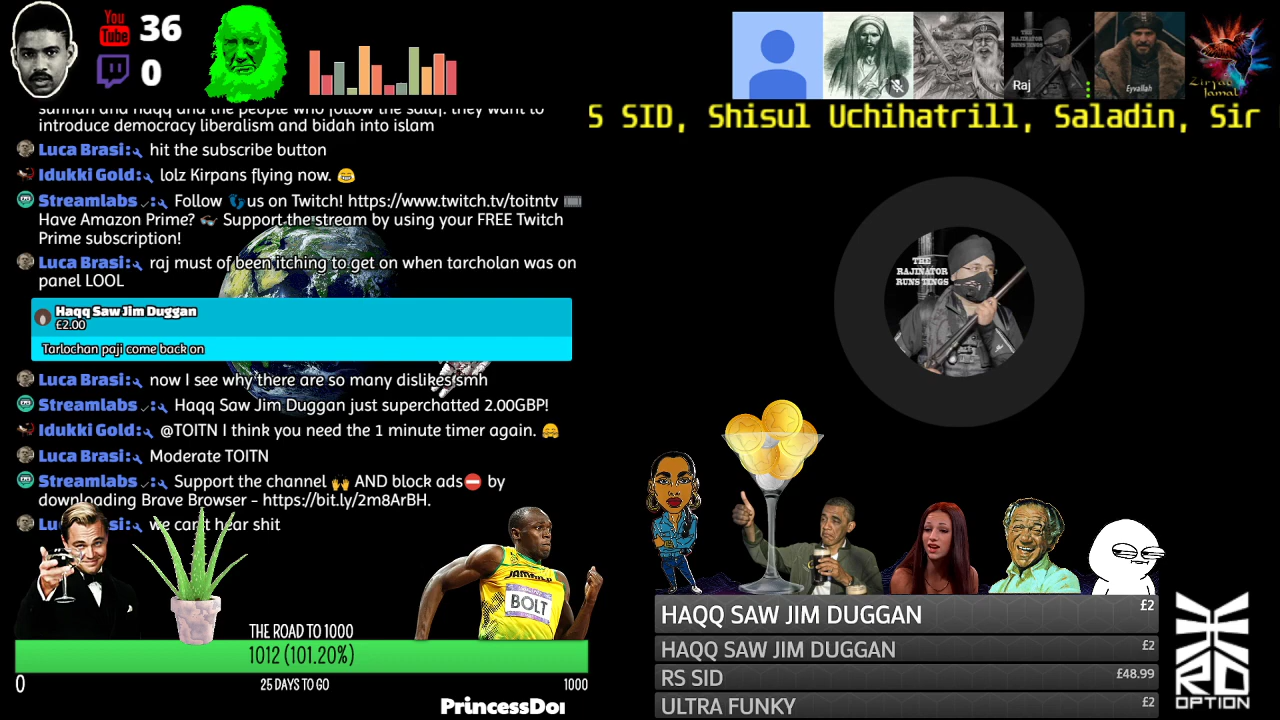 You
Tube
36
0
sunnah and haqq and the people who follow the salaf. they want to
introduce democracy liberalism and bidah into islam
Luca Brasi: hit the subscribe button
Idukki Gold: lolz Kirpans flying now. 😂
Streamlabs : Follow 👣us on Twitch! https://www.twitch.tv/toitntv
Have Amazon Prime? 👓 Support the stream by using your FREE Twitch
Prime subscription!
Luca Brasi: raj must of been itching to get on when tarcholan was on
panel LOOL
Haqq Saw Jim Duggan
£2.00
Tarlochan paji come back on
Luca Brasi: now I see why there are so many dislikes smh
Streamlabs : Haqq Saw Jim Duggan just superchatted 2.00GBP!
Idukki Gold: @TOITN I think you need the 1 minute timer again. 🤗
Luca Brasi: Moderate TOITN
Streamlabs : Support the channel 🙌 AND block ads⛔ by
downloading Brave Browser - https://bit.ly/2m8ArBH.
Luca Brasi: we can't hear shit
JAMAICA
BOLT
THE ROAD TO 1000
1012 (101.20%)
0
25 DAYS TO GO
1000
PrincessDoi
Raj
Eyvallah
Ziryab
Jamal
S SID, Shisul Uchihatrill, Saladin, Sir
THE
RAJINATOR
RUNS TINGS
HAQQ SAW JIM DUGGAN £2
HAQQ SAW JIM DUGGAN £2
RS SID £48.99
ULTRA FUNKY £2
OPTION